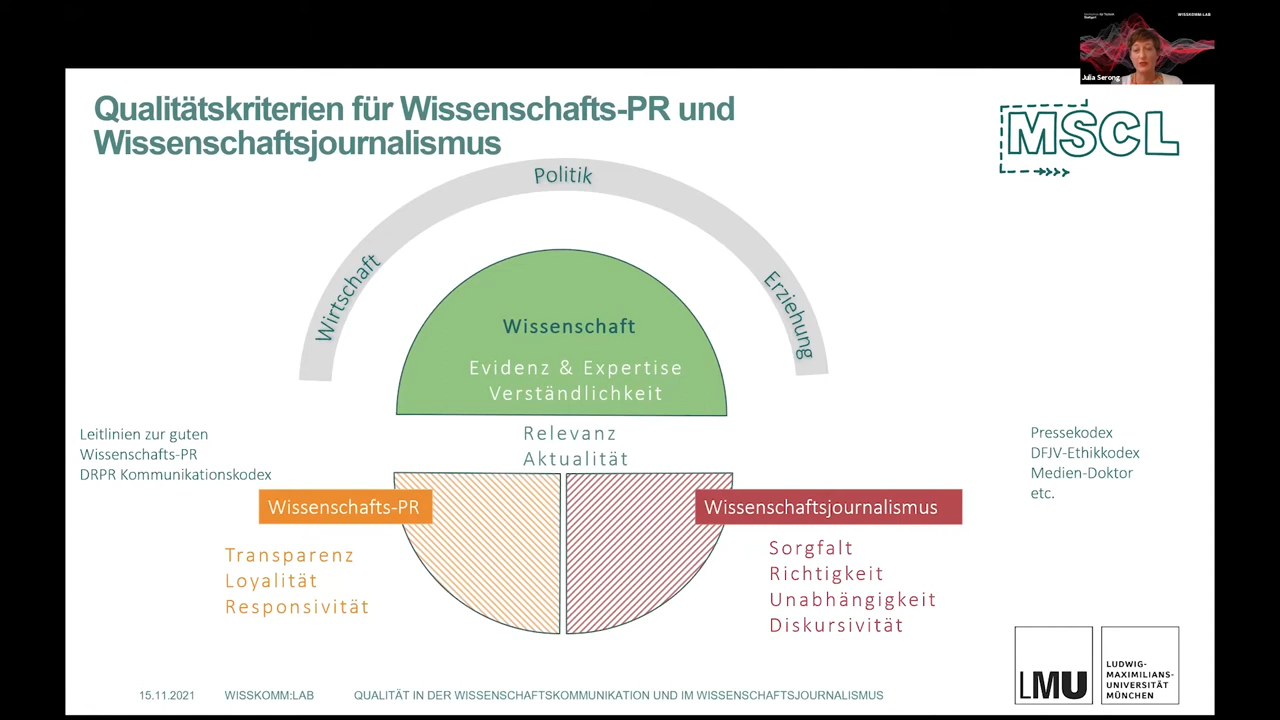 WISSKOMM:LAB
Julia Serong
Qualitätskriterien für Wissenschafts-PR und
Wissenschaftsjournalismus
MSCL
Politik
Wirtschaft
Erziehung
Wissenschaft
Evidenz & Expertise
Verständlichkeit
Relevanz
Aktualität
Leitlinien zur guten
Wissenschafts-PR
DRPR Kommunikationskodex
Pressekodex
DFJV-Ethikkodex
Medien-Doktor
etc.
Wissenschafts-PR
Wissenschaftsjournalismus
Transparenz
Loyalität
Responsivität
Sorgfalt
Richtigkeit
Unabhängigkeit
Diskursivität
LMU
LUDWIG-
MAXIMILIANS-
UNIVERSITÄT
MÜNCHEN
15.11.2021 WISSKOMM:LAB QUALITÄT IN DER WISSENSCHAFTSKOMMUNIKATION UND IM WISSENSCHAFTSJOURNALISMUS